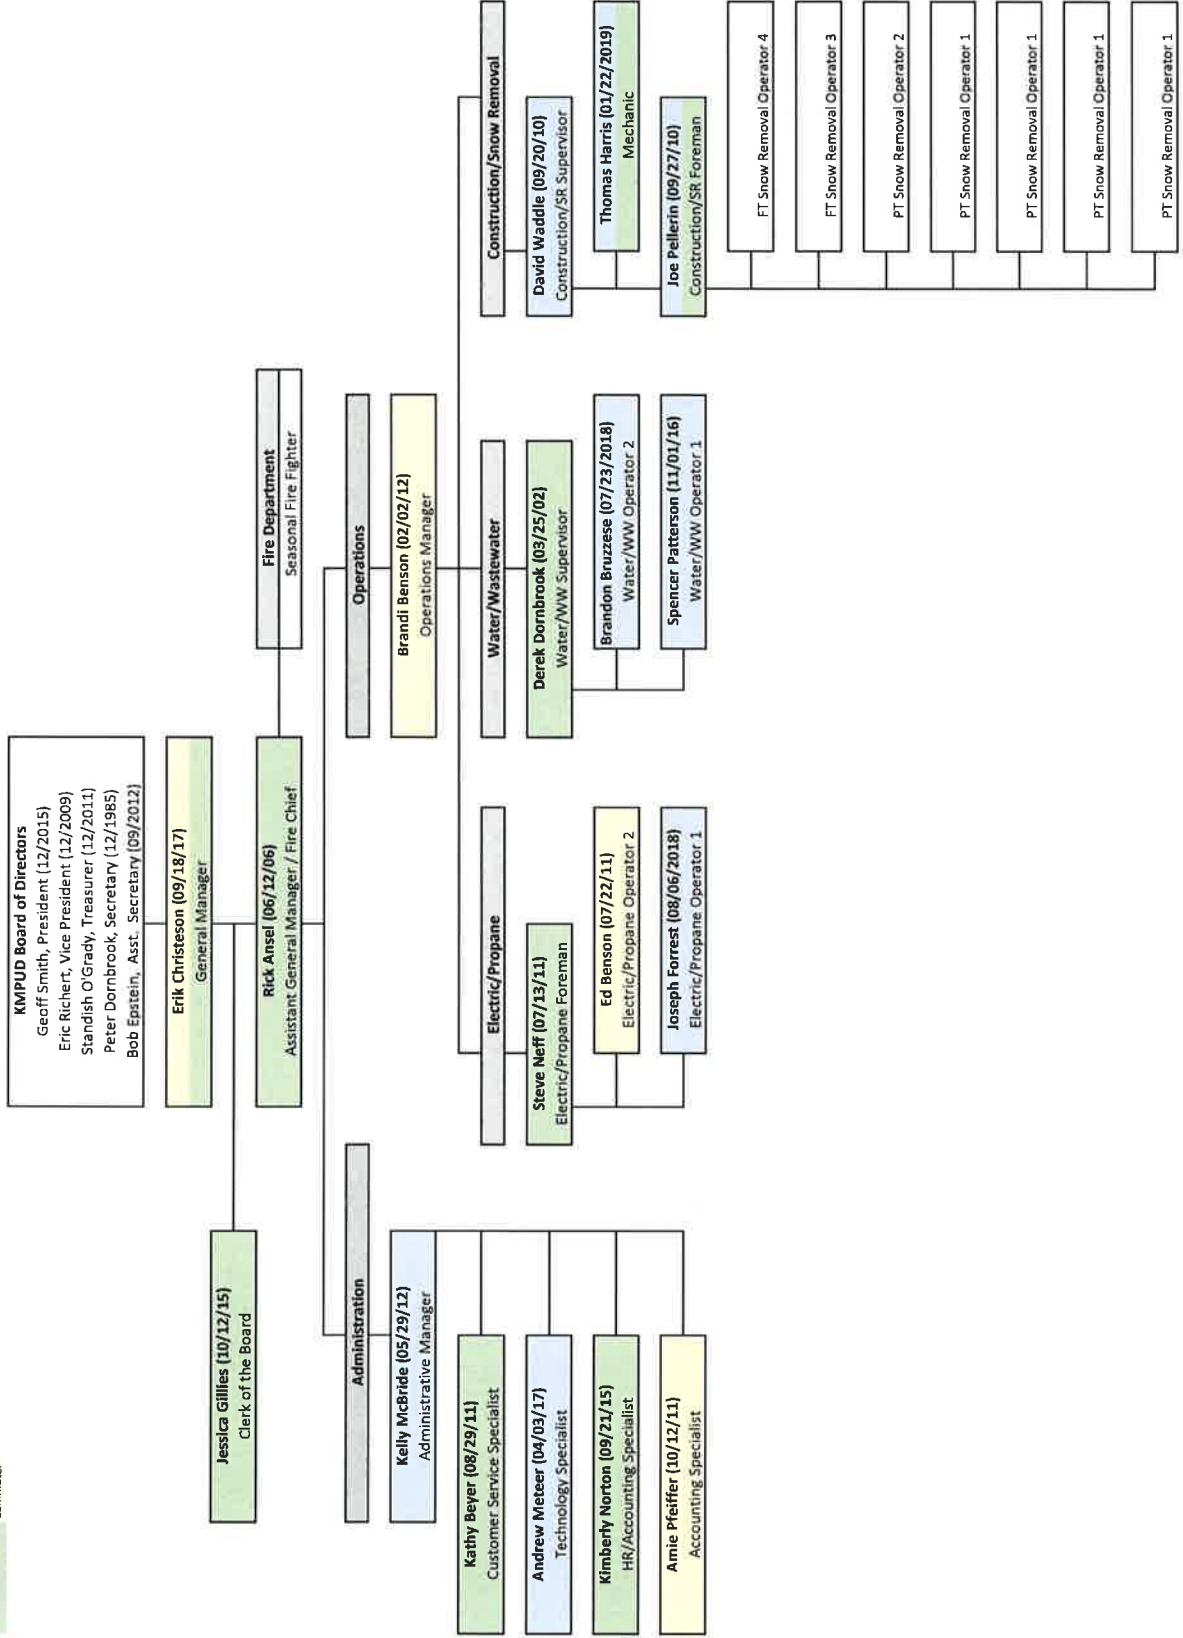 KMPUD Board of Directors
Geoff Smith, President (12/2015)
Eric Richert, Vice President (12/2009)
Standish O'Grady, Treasurer (12/2011)
Peter Dornbrook, Secretary (12/1985)
Bob Epstein, Asst. Secretary (09/2012)
Erik Christeson (09/18/17)
General Manager
Jessica Gillies (10/12/15)
Clerk of the Board
Rick Ansel (06/12/06)
Assistant General Manager / Fire Chief
Fire Department
Seasonal Fire Fighter
Administration
Kelly McBride (05/29/12)
Administrative Manager
Kathy Beyer (08/29/11)
Customer Service Specialist
Andrew Meteer (04/03/17)
Technology Specialist
Kimberly Norton (09/21/15)
HR/Accounting Specialist
Amie Pfeiffer (10/12/11)
Accounting Specialist
Operations
Brandi Benson (02/02/12)
Operations Manager
Electric/Propane
Steve Neff (07/13/11)
Electric/Propane Foreman
Ed Benson (07/22/11)
Electric/Propane Operator 2
Joseph Forrest (08/06/2018)
Electric/Propane Operator 1
Water/Wastewater
Derek Dornbrook (03/25/02)
Water/WW Supervisor
Brandon Bruzzese (07/23/2018)
Water/WW Operator 2
Spencer Patterson (11/01/16)
Water/WW Operator 1
Construction/Snow Removal
David Waddle (09/20/10)
Construction/SR Supervisor
Thomas Harris (01/22/2019)
Mechanic
Joe Pellerin (09/27/10)
Construction/SR Foreman
FT Snow Removal Operator 4
FT Snow Removal Operator 3
PT Snow Removal Operator 2
PT Snow Removal Operator 1
PT Snow Removal Operator 1
PT Snow Removal Operator 1
PT Snow Removal Operator 1